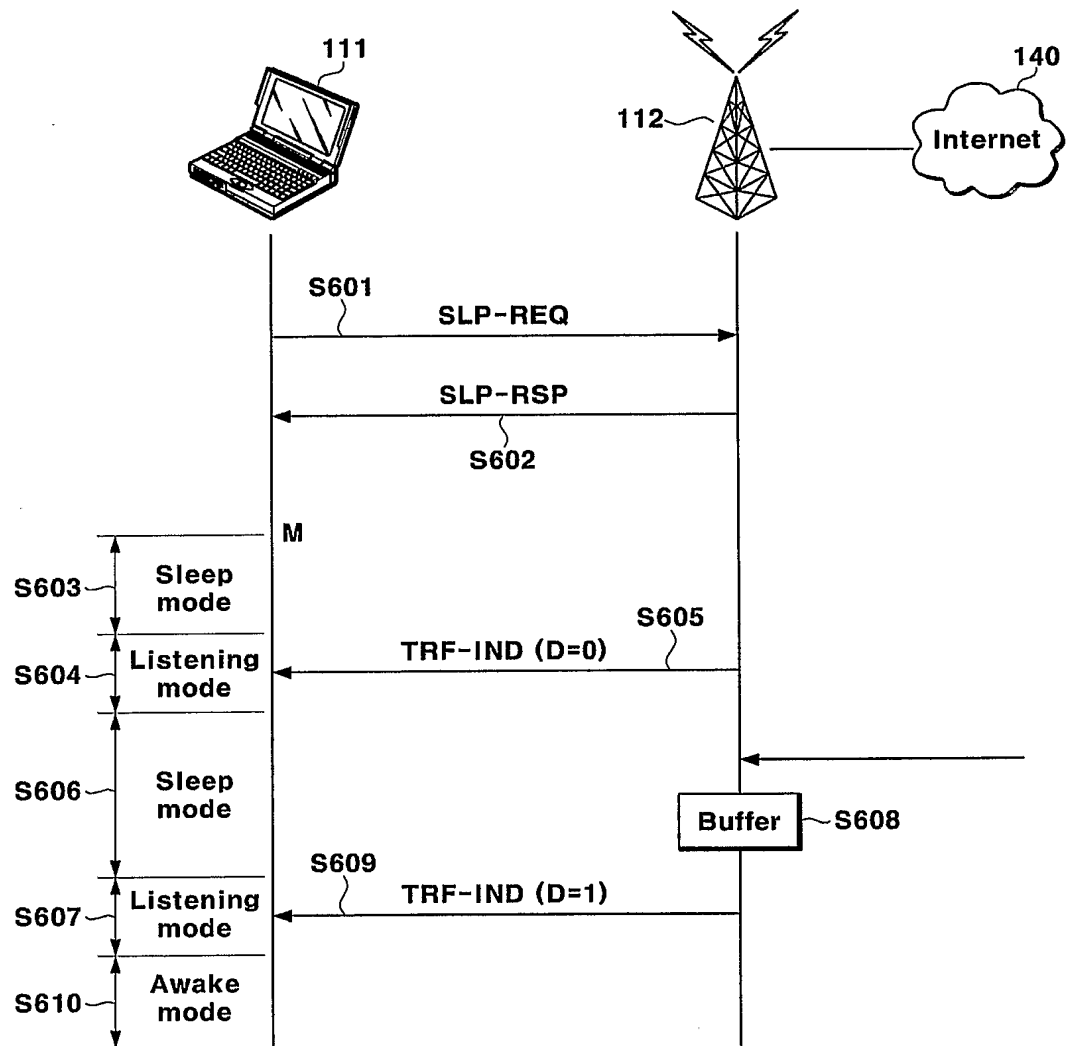 111
112
140
Internet
S601
SLP-REQ
SLP-RSP
S602
M
S603
Sleep
mode
S605
TRF-IND (D=0)
S604
Listening
mode
S606
Sleep
mode
Buffer
S608
S609
TRF-IND (D=1)
S607
Listening
mode
S610
Awake
mode